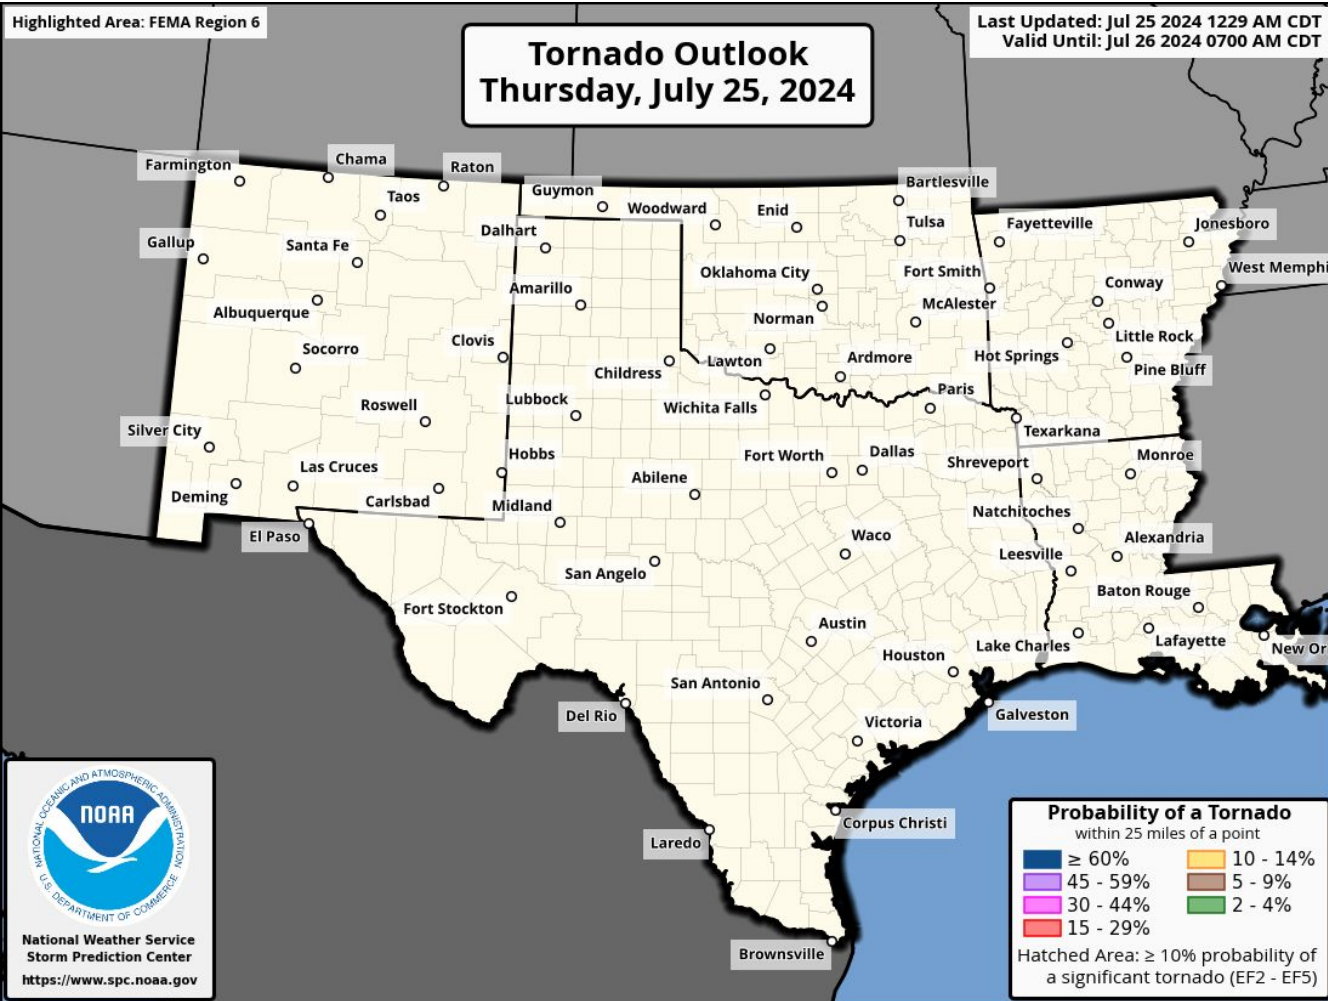 Highlighted Area: FEMA Region 6
Last Updated: Jul 25 2024 1229 AM CDT
Valid Until: Jul 26 2024 0700 AM CDT
Tornado Outlook
Thursday, July 25, 2024
Farmington
Chama
Raton
Taos
Guymon
Woodward
Enid
Bartlesville
Tulsa
Fayetteville
Jonesboro
Gallup
Santa Fe
Dalhart
Oklahoma City
Fort Smith
West Memphi
Amarillo
Conway
Albuquerque
Norman
McAlester
Socorro
Clovis
Little Rock
Childress
Lawton
Ardmore
Hot Springs
Pine Bluff
Roswell
Lubbock
Wichita Falls
Paris
Silver City
Texarkana
Las Cruces
Hobbs
Fort Worth
Dallas
Shreveport
Monroe
Deming
Carlsbad
Abilene
Midland
Natchitoches
El Paso
Waco
Alexandria
San Angelo
Leesville
Fort Stockton
Baton Rouge
Austin
Lake Charles
Lafayette
New Or
Houston
San Antonio
Del Rio
Victoria
Galveston
Corpus Christi
Laredo
Brownsville
NATIONAL OCEANIC AND ATMOSPHERIC ADMINISTRATION
NOAA
U.S. DEPARTMENT OF COMMERCE
National Weather Service
Storm Prediction Center
https://www.spc.noaa.gov
Probability of a Tornado
within 25 miles of a point
≥ 60%
10 - 14%
45 - 59%
5 - 9%
30 - 44%
2 - 4%
15 - 29%
Hatched Area: ≥ 10% probability of
a significant tornado (EF2 - EF5)